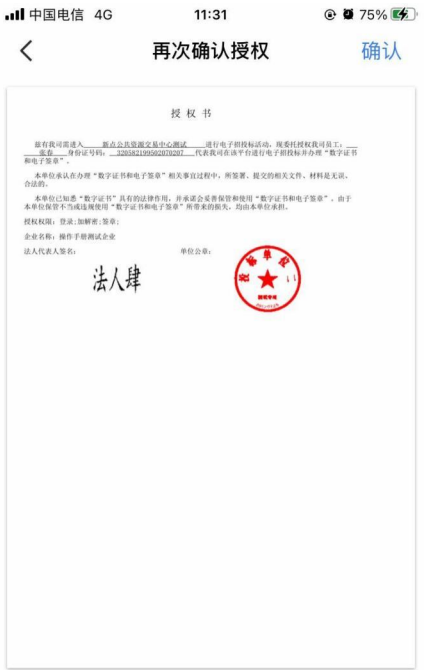 中国电信 4G 11:31 75%
再次确认授权 确认
授 权 书
兹有我司需进入 新点公共资源交易中心测试 进行电子招投标活动，现委托授权我司员工：
张春 身份证号码： 320582199502070207 代表我司在该平台进行电子招投标并办理“数字证书
和电子签章”。
本单位承认在办理“数字证书和电子签章”相关事宜过程中，所签署、提交的相关文件、材料是无误、
合法的。
本单位已知悉“数字证书”具有的法律作用，并承诺会妥善保管和使用“数字证书和电子签章”。由于
本单位保管不当或违规使用“数字证书和电子签章”所带来的损失，均由本单位承担。
授权权限：登录;加解密;签章;
企业名称：操作手册测试企业
法人代表人签名： 单位公章：
法人肆
投标单位
测试专用